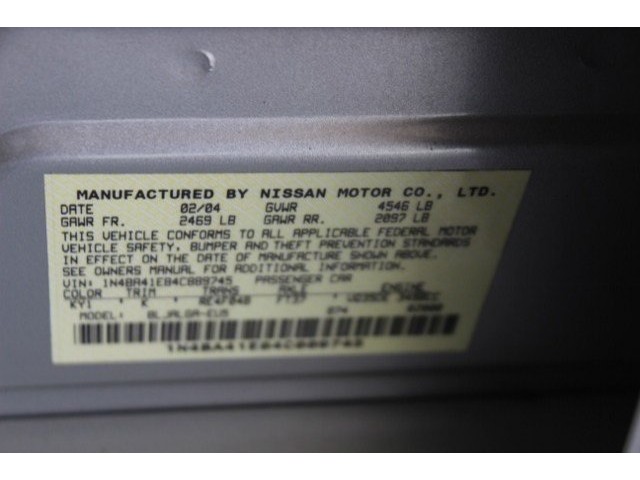 MANUFACTURED BY NISSAN MOTOR CO., LTD.
DATE 02/04 GVWR 4546 LB
GAWR FR. 2469 LB GAWR RR. 2097 LB
THIS VEHICLE CONFORMS TO ALL APPLICABLE FEDERAL MOTOR
VEHICLE SAFETY, BUMPER AND THEFT PREVENTION STANDARDS
IN EFFECT ON THE DATE OF MANUFACTURE SHOWN ABOVE.
SEE OWNERS MANUAL FOR ADDITIONAL INFORMATION.
VIN: 1N4BA41E84C889745 PASSENGER CAR
COLOR TRIM TRANS AXLE ENGINE
KY1 K RE4F04B
MODEL: